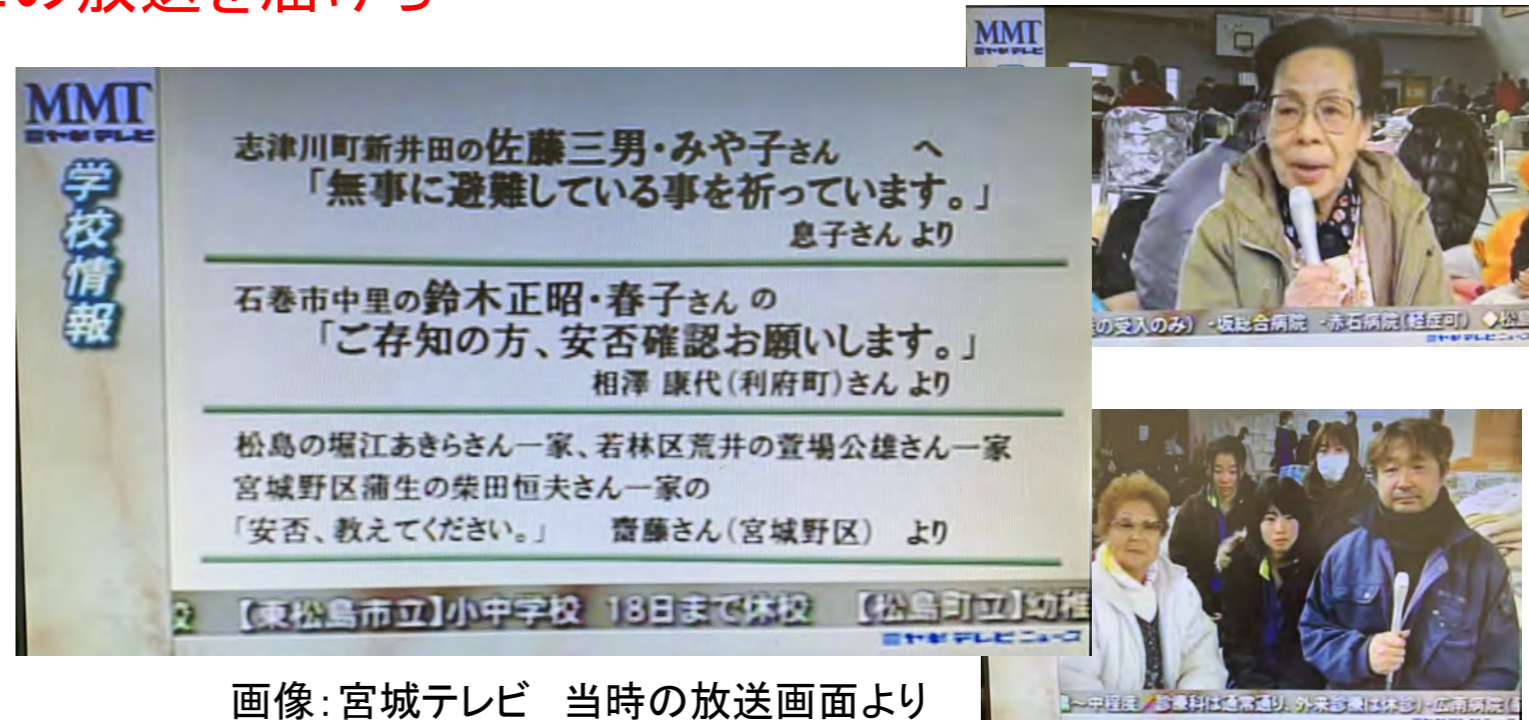 の放送を届けら
MMT
ミヤギテレビ
学校情報
志津川町新井田の佐藤三男・みや子さん へ
「無事に避難している事を祈っています。」
息子さん より
石巻市中里の鈴木正昭・春子さん の
「ご存知の方、安否確認お願いします。」
相澤 康代(利府町)さん より
松島の堀江あきらさん一家、若林区荒井の萱場公雄さん一家
宮城野区蒲生の柴田恒夫さん一家の
「安否、教えてください。」 齋藤さん(宮城野区) より
校 【東松島市立】小中学校 18日まで休校 【松島町立】幼稚
ミヤギテレビニュース
画像:宮城テレビ 当時の放送画面より
MMT
ミヤギテレビ
の受入のみ) ・坂総合病院 ・赤石病院(軽症可) ◆松島
ミヤギテレビニュース
~中程度/診療科は通常通り、外来診療は休診)・広南病院(